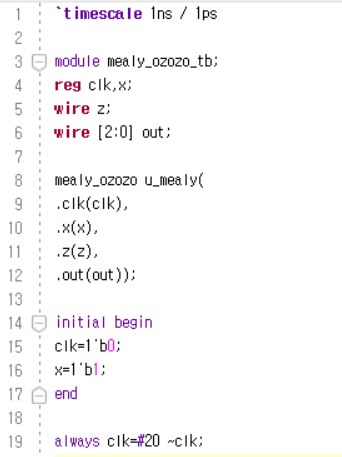 1 `timescale 1ns / 1ps
2
3 module mealy_ozozo_tb;
4 reg clk,x;
5 wire z;
6 wire [2:0] out;
7
8 mealy_ozozo u_mealy(
9 .clk(clk),
10 .x(x),
11 .z(z),
12 .out(out));
13
14 initial begin
15 clk=1'b0;
16 x=1'b1;
17 end
18
19 always clk=#20 ~clk;